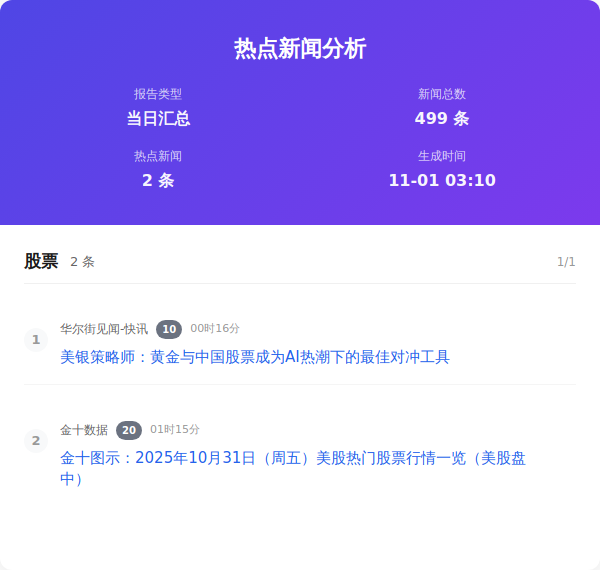 热点新闻分析
报告类型
新闻总数
当日汇总
499 条
热点新闻
生成时间
2 条
11-01 03:10
股票 2 条 1/1
1 华尔街见闻-快讯 10 00时16分
美银策略师：黄金与中国股票成为AI热潮下的最佳对冲工具
2 金十数据 20 01时15分
金十图示：2025年10月31日（周五）美股热门股票行情一览（美股盘
中）